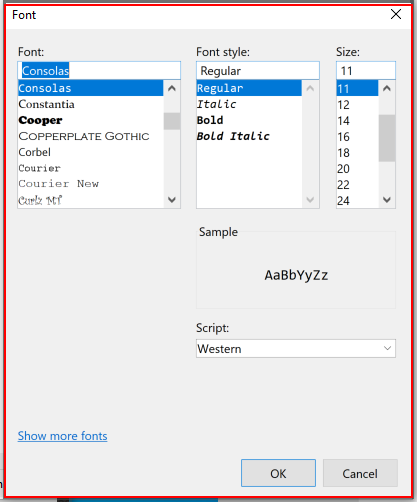 Font
Font: Font style: Size:
Consolas Regular 11
Consolas Regular 11
Constantia Italic 12
Cooper Bold 14
COPPERPLATE GOTHIC Bold Italic 16
Corbel 18
Courier 20
Courier New 22
Curlz MT 24
Sample
AaBbYyZz
Script:
Western
Show more fonts
OK Cancel